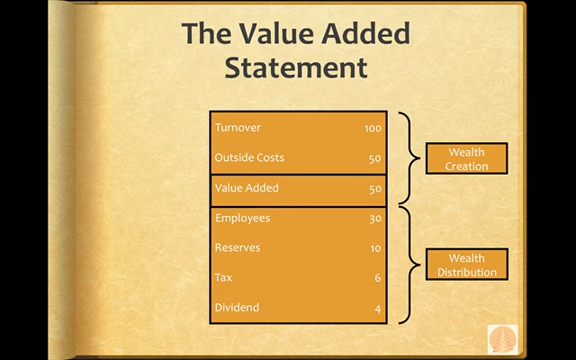 The Value Added
Statement
Turnover 100
Outside Costs 50
Value Added 50
Employees 30
Reserves 10
Tax 6
Dividend 4
Wealth
Creation
Wealth
Distribution